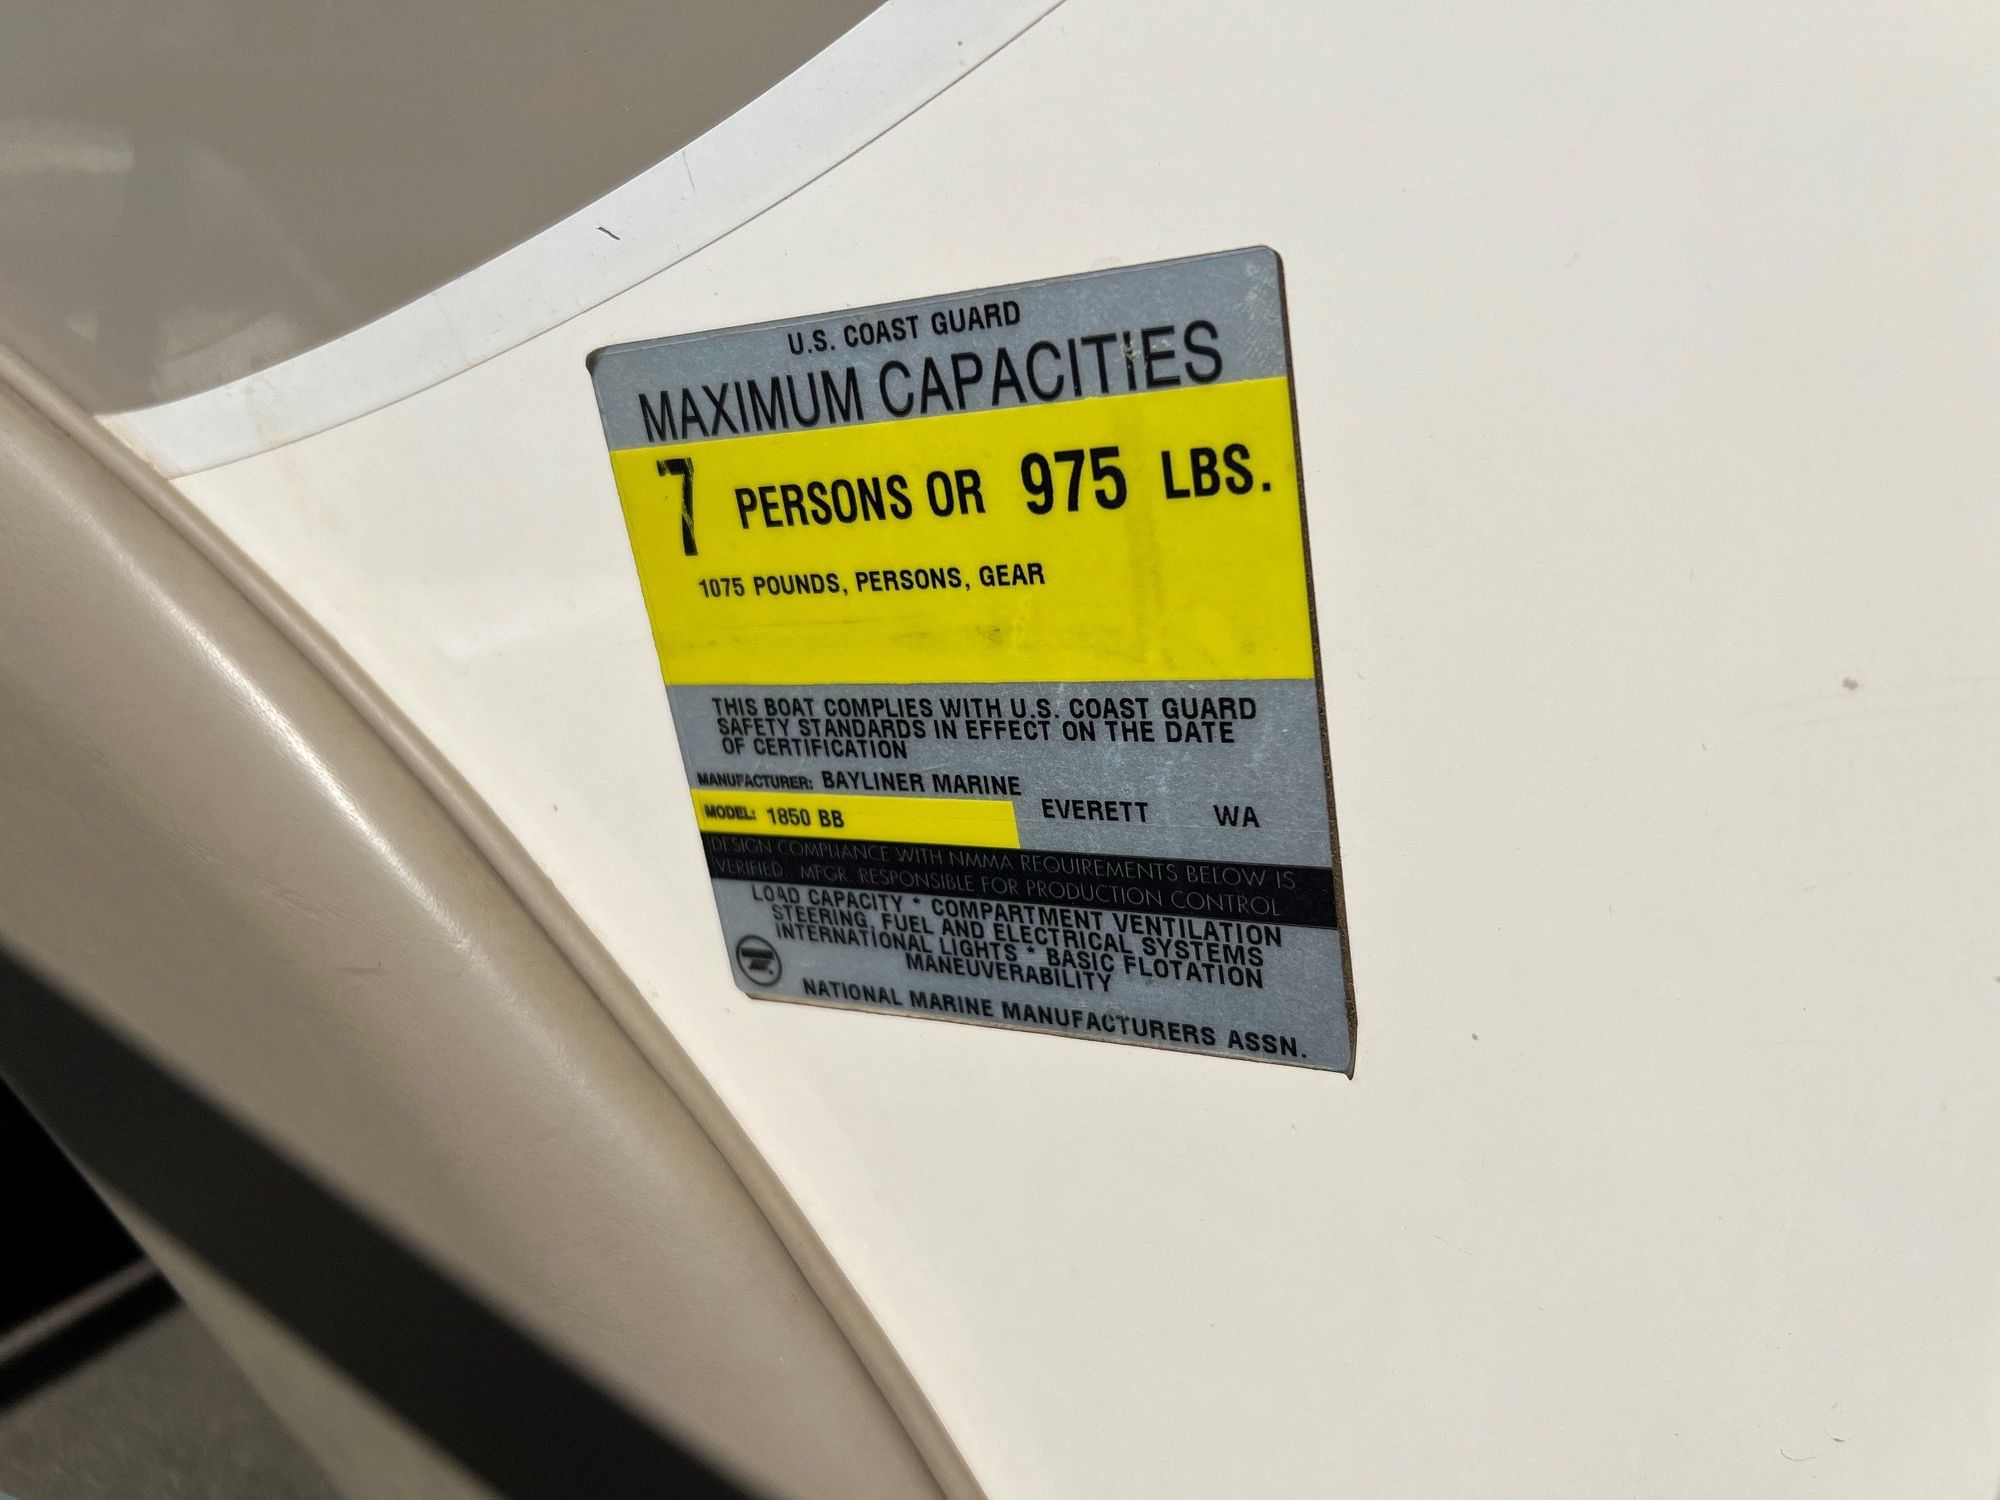 U.S. COAST GUARD
MAXIMUM CAPACITIES
7 PERSONS OR 975 LBS.
1075 POUNDS, PERSONS, GEAR
THIS BOAT COMPLIES WITH U.S. COAST GUARD
SAFETY STANDARDS IN EFFECT ON THE DATE
OF CERTIFICATION
MANUFACTURER: BAYLINER MARINE
EVERETT WA
MODEL: 1850 BB
DESIGN COMPLIANCE WITH NMMA REQUIREMENTS BELOW IS
VERIFIED. MFGR. RESPONSIBLE FOR PRODUCTION CONTROL
LOAD CAPACITY * COMPARTMENT VENTILATION
STEERING, FUEL AND ELECTRICAL SYSTEMS
INTERNATIONAL LIGHTS * BASIC FLOTATION
MANEUVERABILITY
NATIONAL MARINE MANUFACTURERS ASSN.